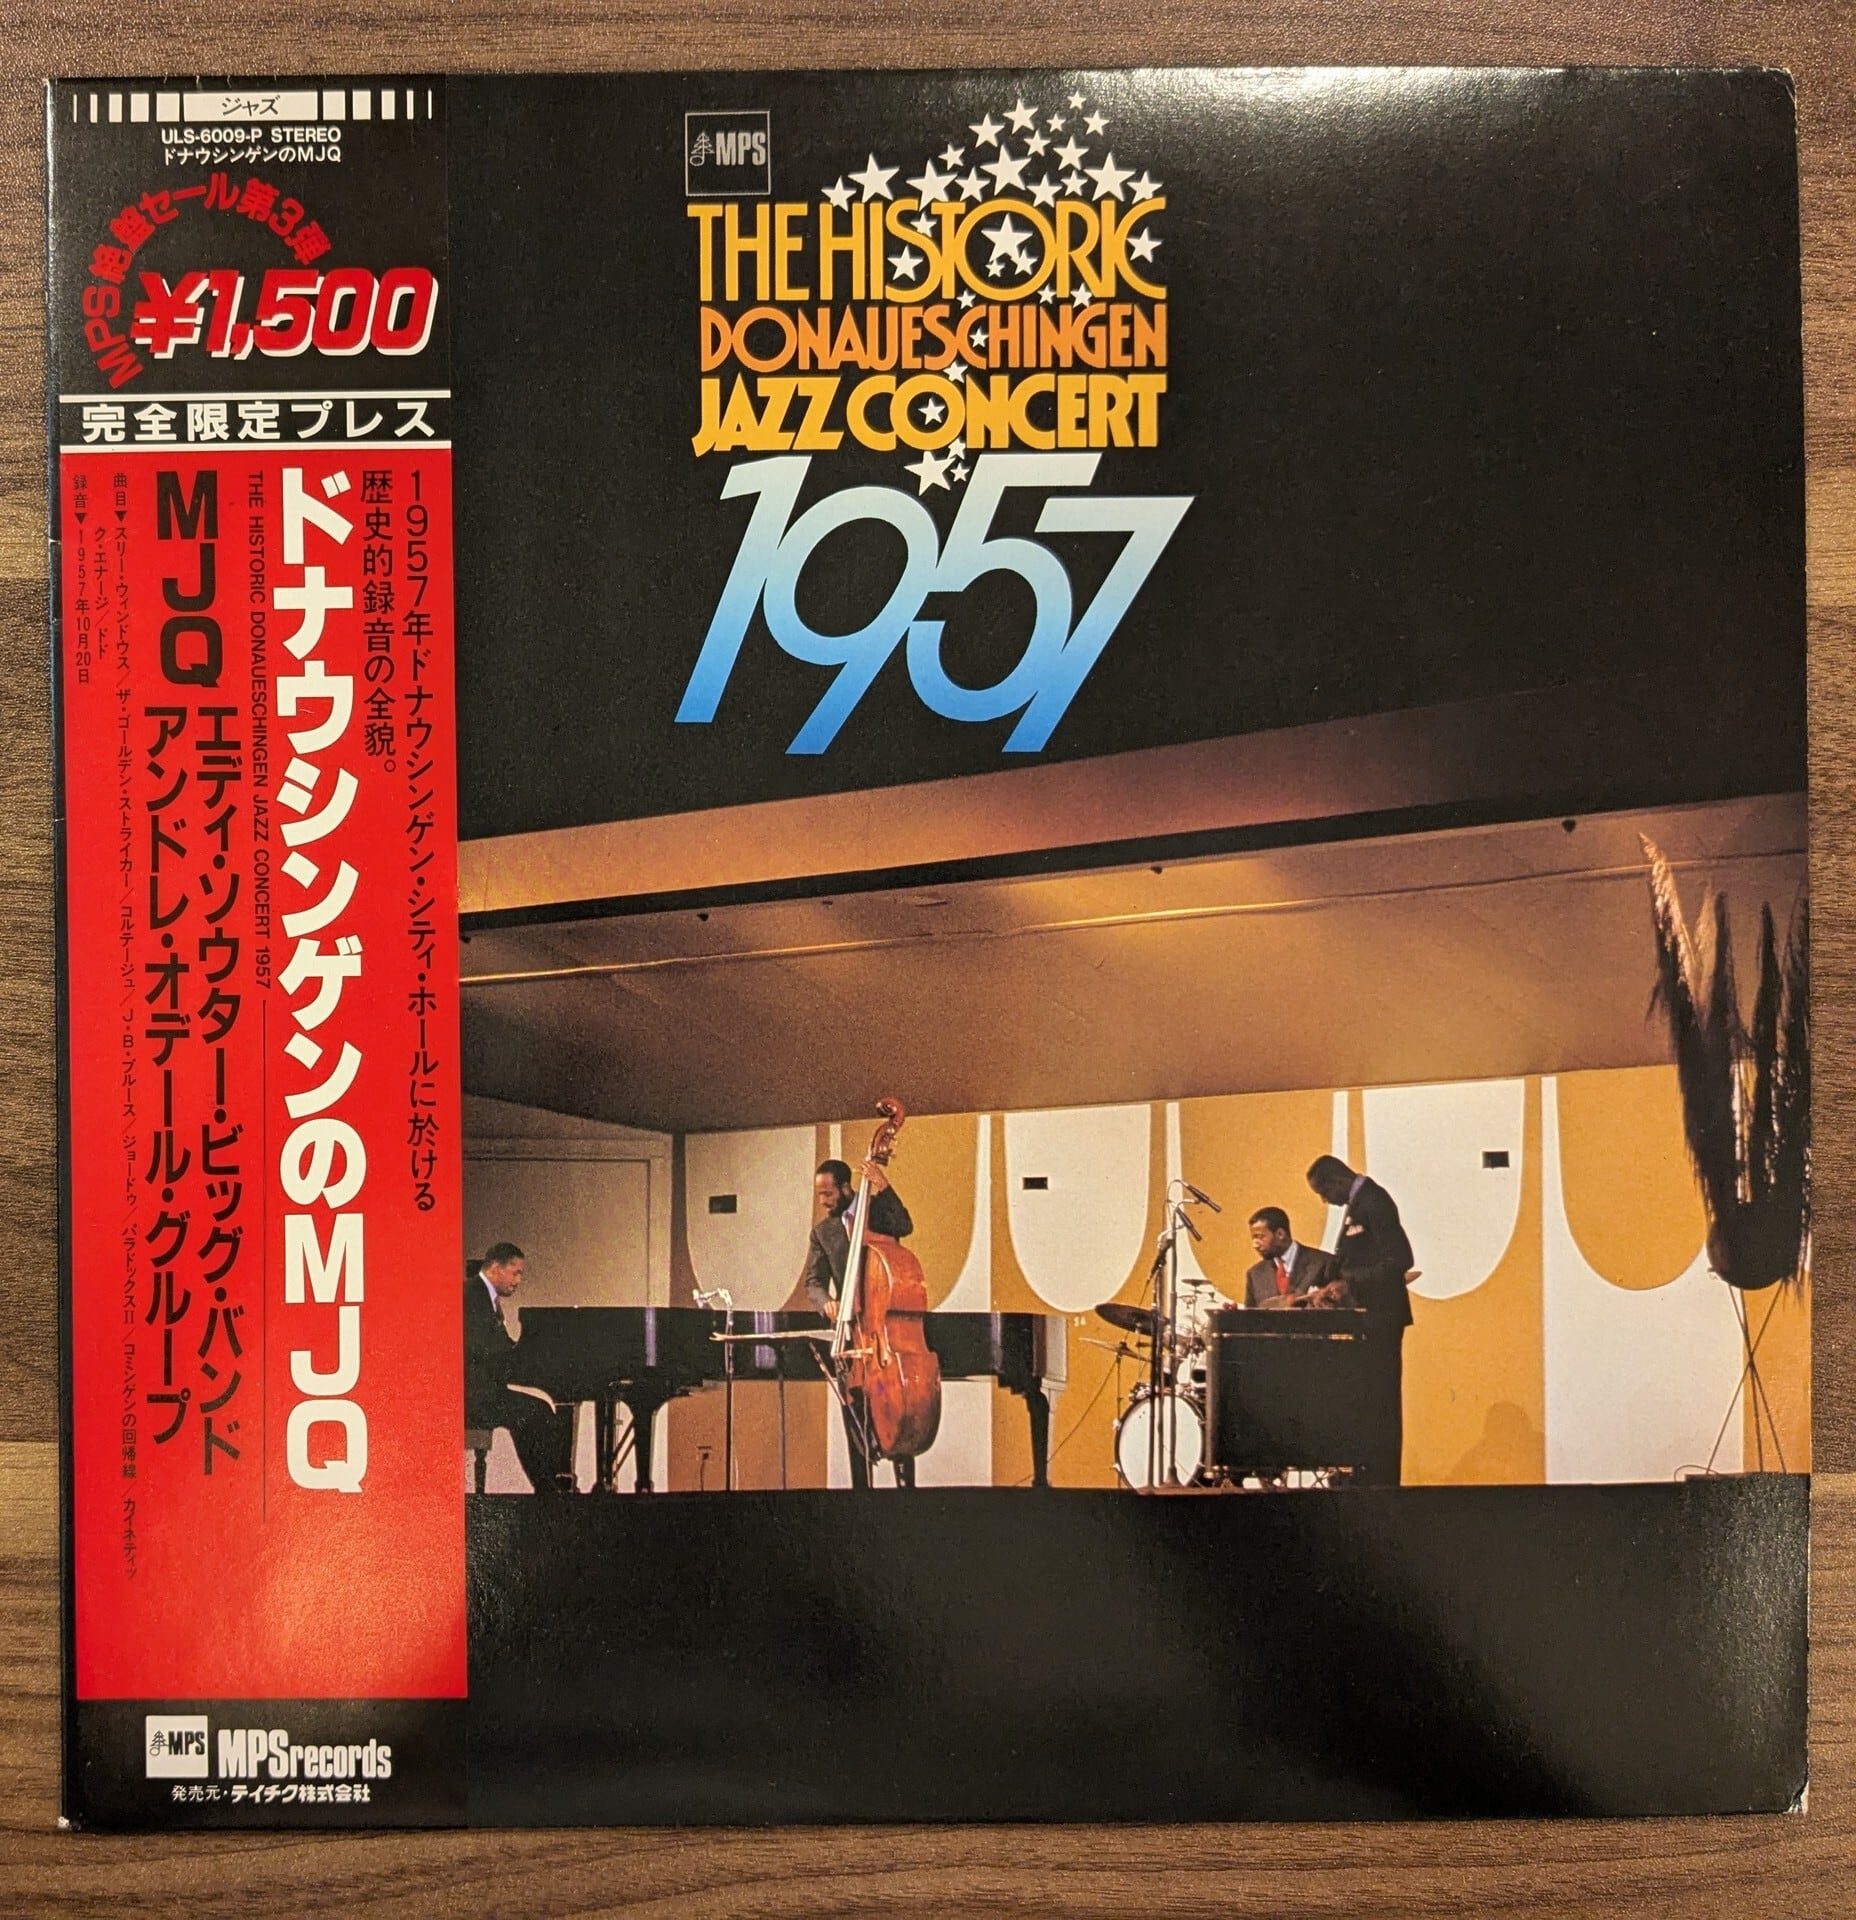 ジャズ
ULS-6009-P STEREO
ドナウシンゲンのMJQ
MPS絶盤セール第3弾
¥1,500
完全限定プレス
1957年ドナウシンゲン・シティ・ホールに於ける
歴史的録音の全貌。
ドナウシンゲンのMJQ
THE HISTORIC DONAUESCHINGEN JAZZ CONCERT 1957
MJQ
エディ・ソウター・ビッグ・バンド
アンドレ・オデール・グループ
曲目▼スリー・ウィンドウス/ザ・ゴールデン・ストライカー/コルテージュ/J・B・ブルース/ジョードゥ/パラドックスII/コミンゲンの回帰線/カイネティッ
ク・エナージ/ドド
録音▼1957年10月20日
MPS
MPSrecords
発売元・テイチク株式会社
MPS
THE HISTORIC
DONAUESCHINGEN
JAZZ CONCERT
1957